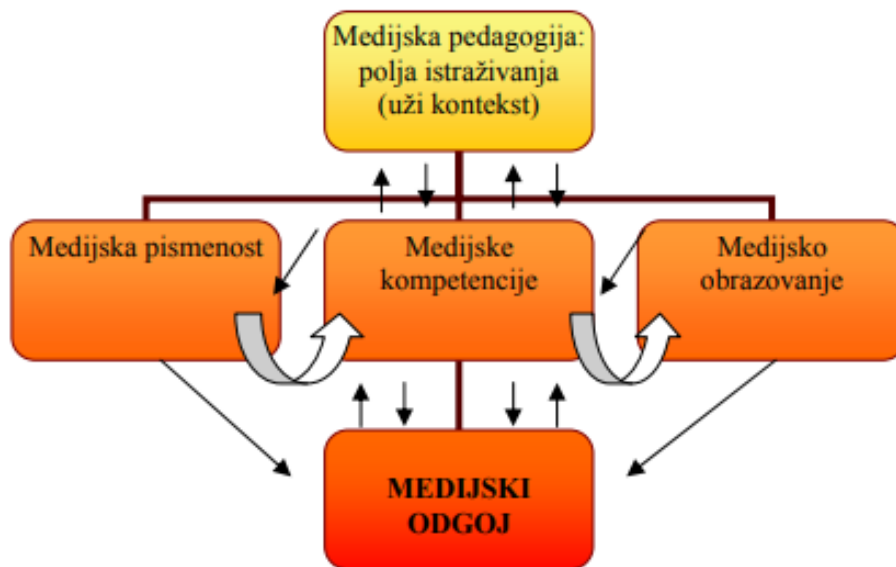 Medijska pedagogija:
polja istraživanja
(uži kontekst)
Medijska pismenost
Medijske
kompetencije
Medijsko
obrazovanje
MEDIJSKI
ODGOJ